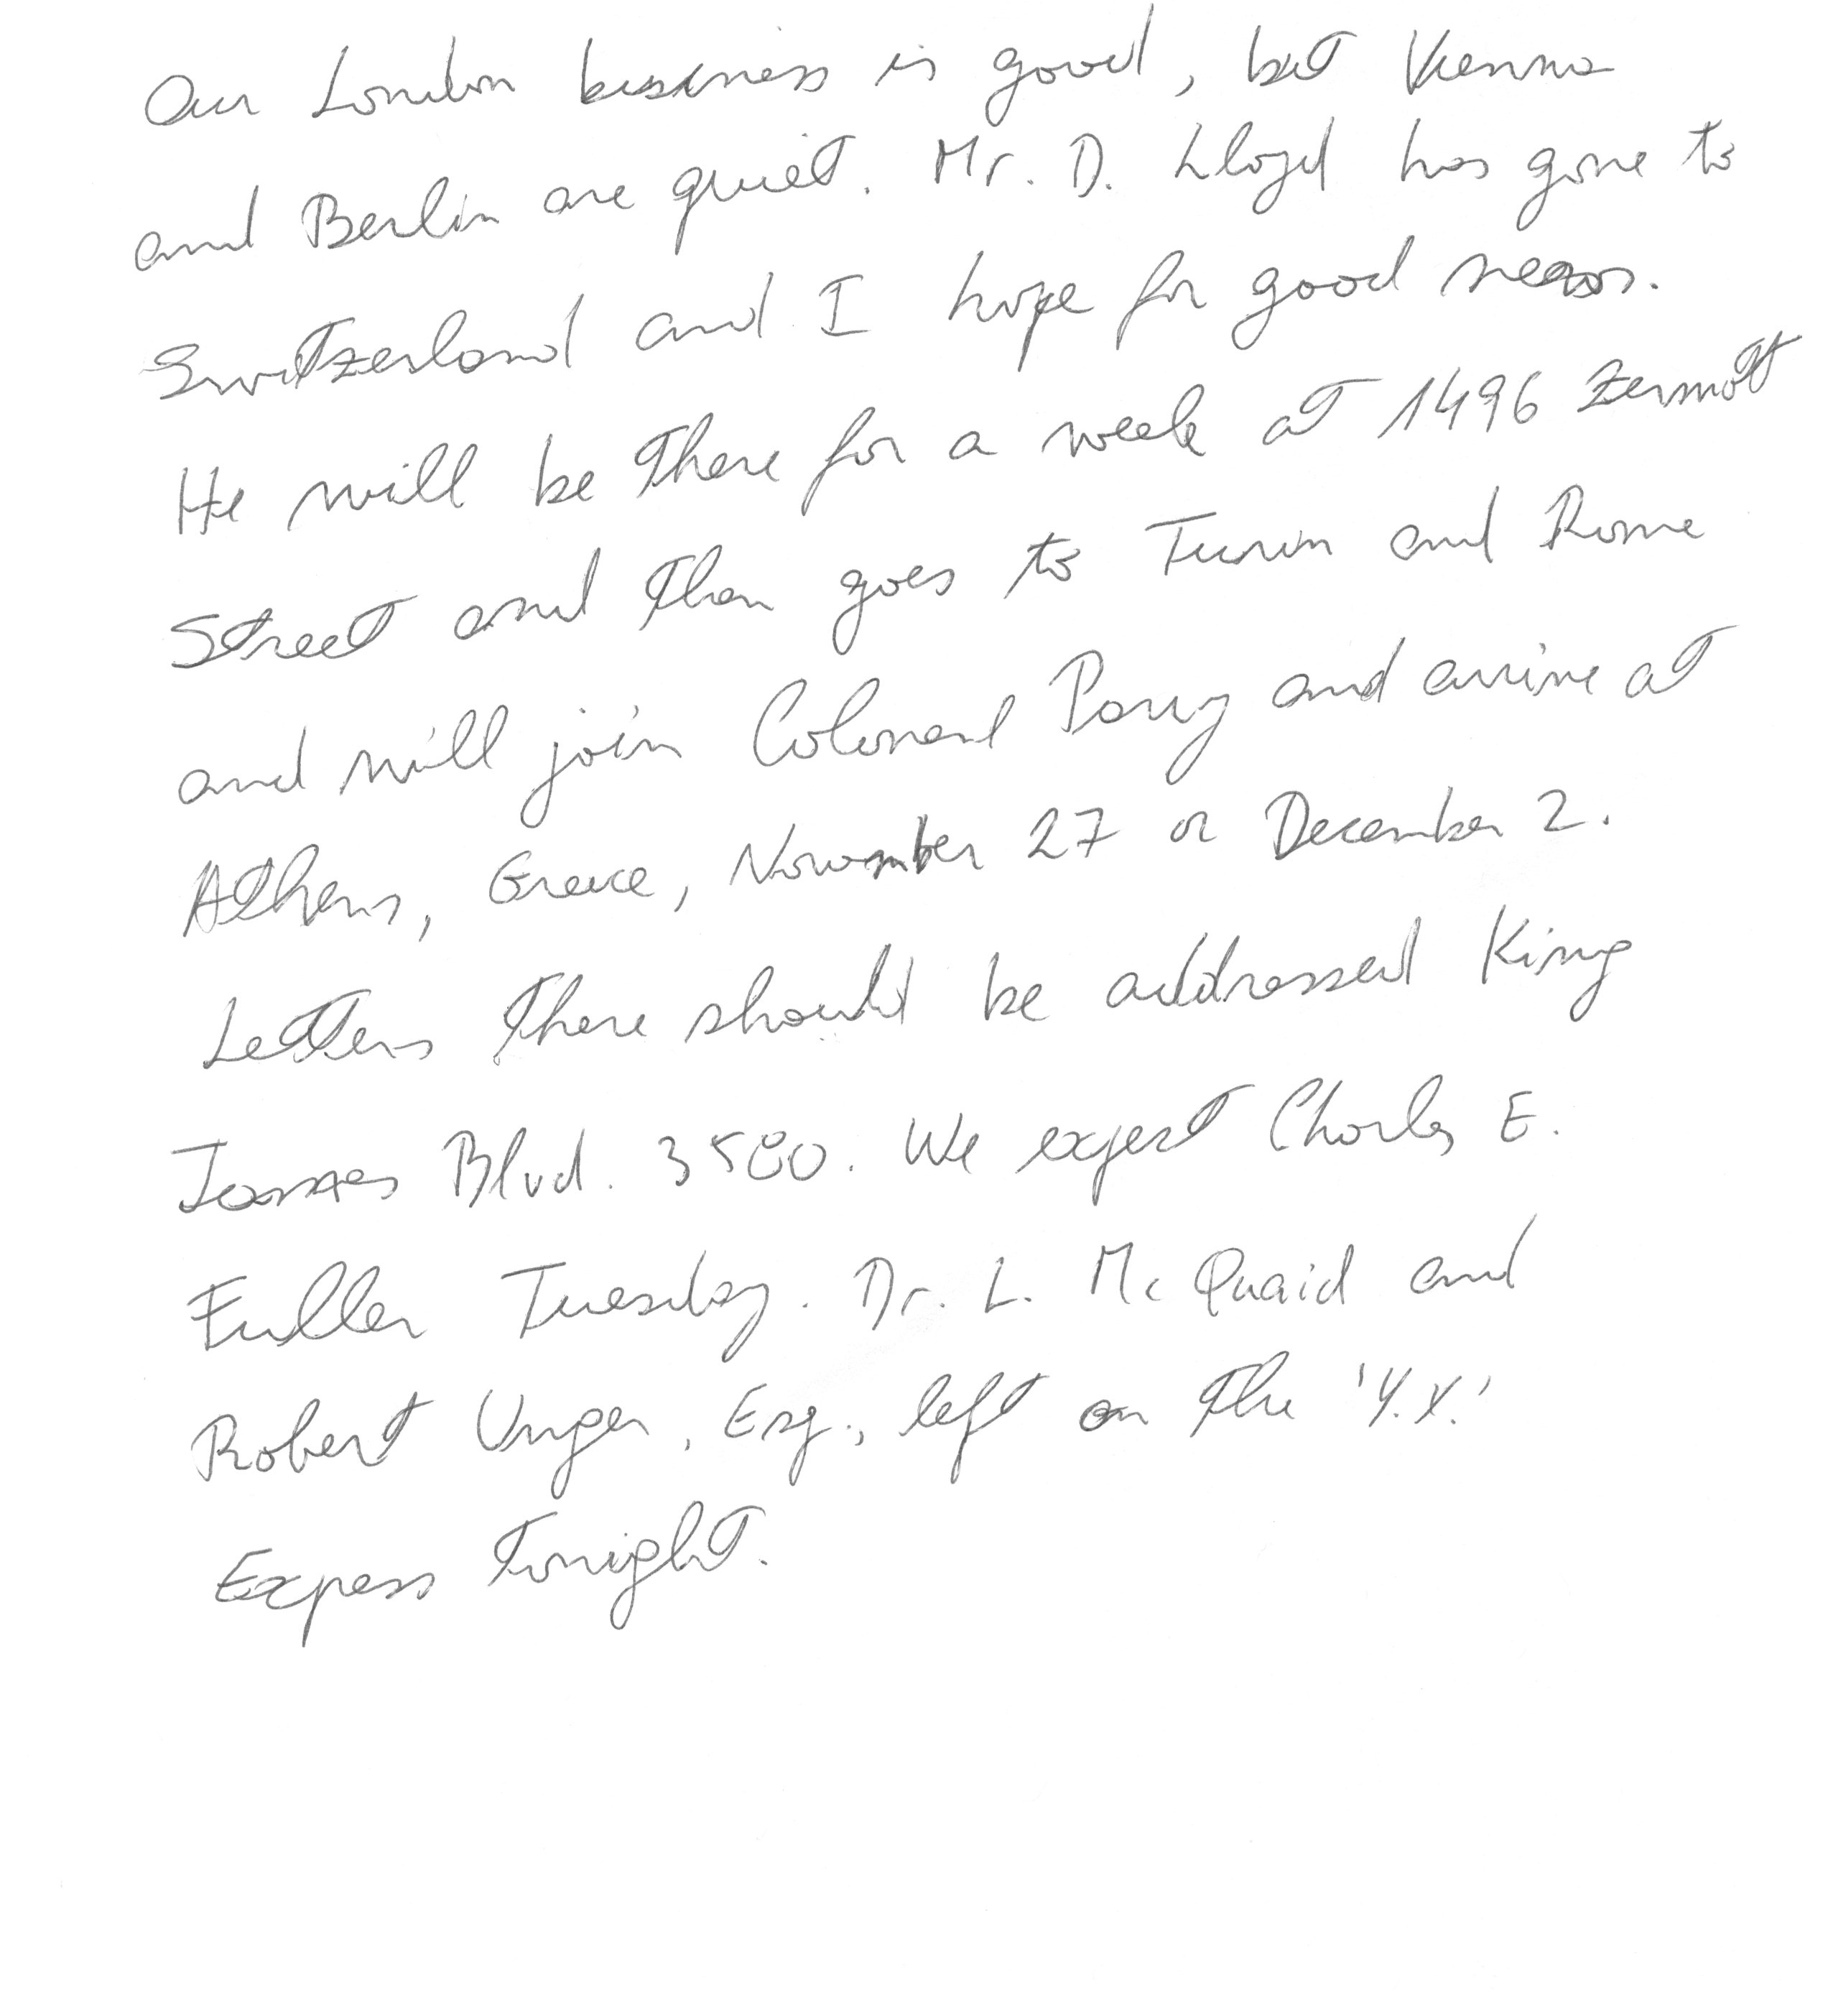 Our London business is good, but Vienna
and Berlin are quiet. Mr. D. Lloyd has gone to
Switzerland and I hope for good news.
He will be there for a week at 1496 Zermott
Street and then goes to Turin and Rome
and will join Colonel Parry and arrive at
Athens, Greece, November 27 or December 2.
Letters there should be addressed King
James Blvd. 3580. We expect Charles E.
Fuller Tuesday. Dr. L. McQuaid and
Robert Unger, Esq., left on the 'Y.X.'
Express tonight.